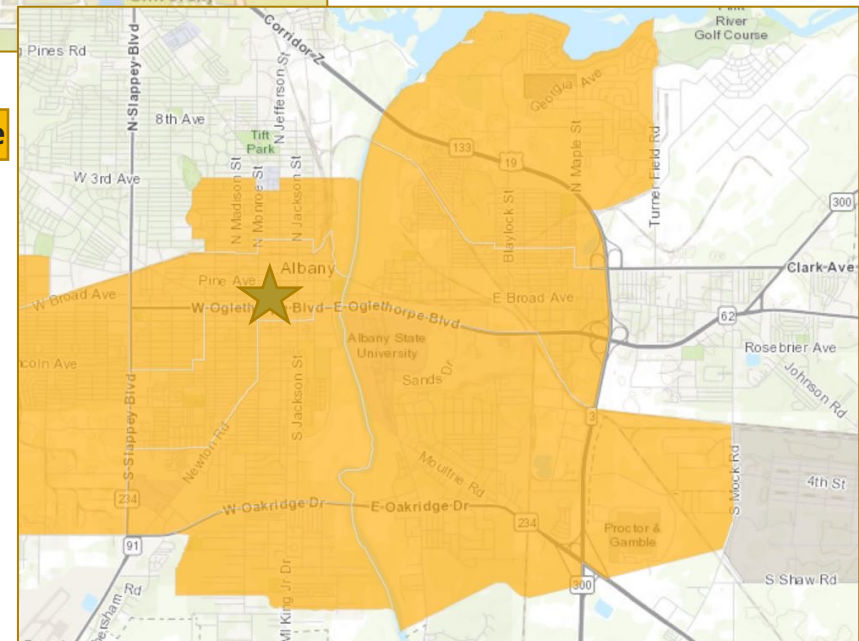 University
Pines Rd
N Slappey Blvd
Corridor Z
River
Golf Course
N Jefferson St
8th Ave
Tift
Park
Georgia Ave
133
19
N Maple St
Turner Field Rd
W 3rd Ave
N Madison St
N Monroe St
N Jackson St
Blaylock St
300
Pine Ave
Albany
Clark Ave
W Broad Ave
W Oglethorpe Blvd
E Oglethorpe Blvd
E Broad Ave
62
Albany State
University
Rosebrier Ave
Johnson Rd
Sands Dr
S Jackson St
S Slappey Blvd
Newton Rd
3
Moultrie Rd
S Mock Rd
4th St
234
W Oakridge Dr
E Oakridge Dr
234
Proctor &
Gamble
91
300
S Shaw Rd
Rd
Ml King Jr Dr